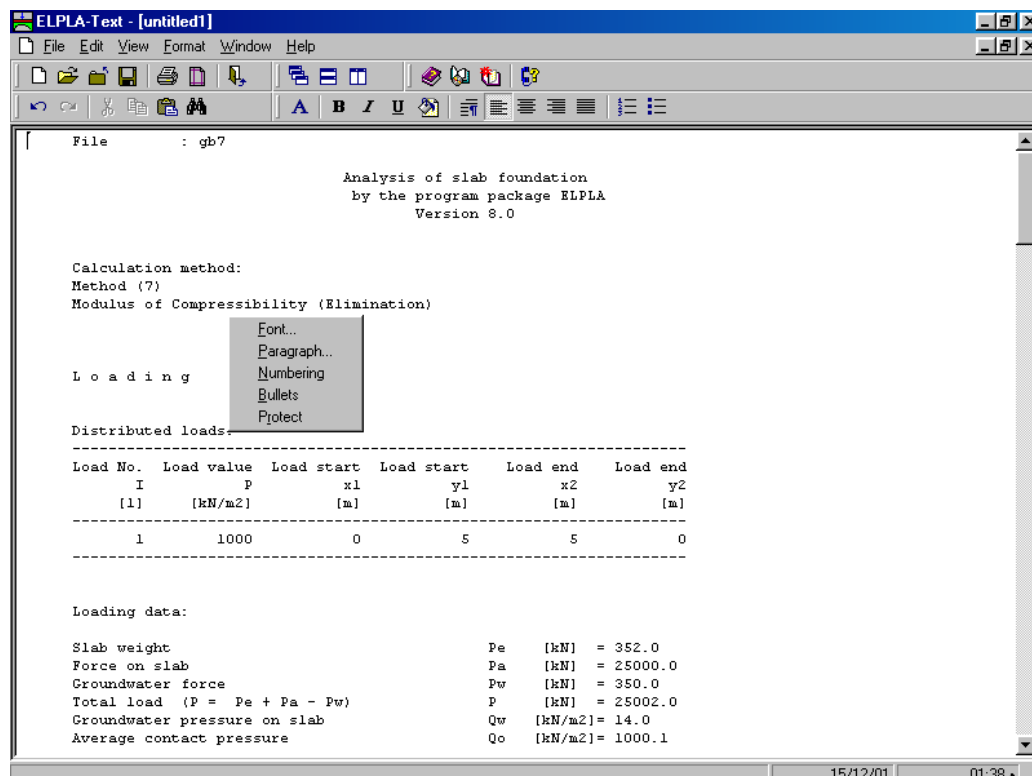 ELPLA-Text - [untitled1]
File Edit View Format Window Help
A B I U
File : gb7
Analysis of slab foundation
by the program package ELPLA
Version 8.0
Calculation method:
Method (7)
Modulus of Compressibility (Elimination)
Font...
Paragraph...
Numbering
Bullets
Protect
L o a d i n g
Distributed loads:
Load No. Load value Load start Load start Load end Load end
I P x1 y1 x2 y2
[1] [kN/m2] [m] [m] [m] [m]
1 1000 0 5 5 0
Loading data:
Slab weight Pe [kN] = 352.0
Force on slab Pa [kN] = 25000.0
Groundwater force Pw [kN] = 350.0
Total load (P = Pe + Pa - Pw) P [kN] = 25002.0
Groundwater pressure on slab Qw [kN/m2]= 14.0
Average contact pressure Qo [kN/m2]= 1000.1
15/12/01 01:38